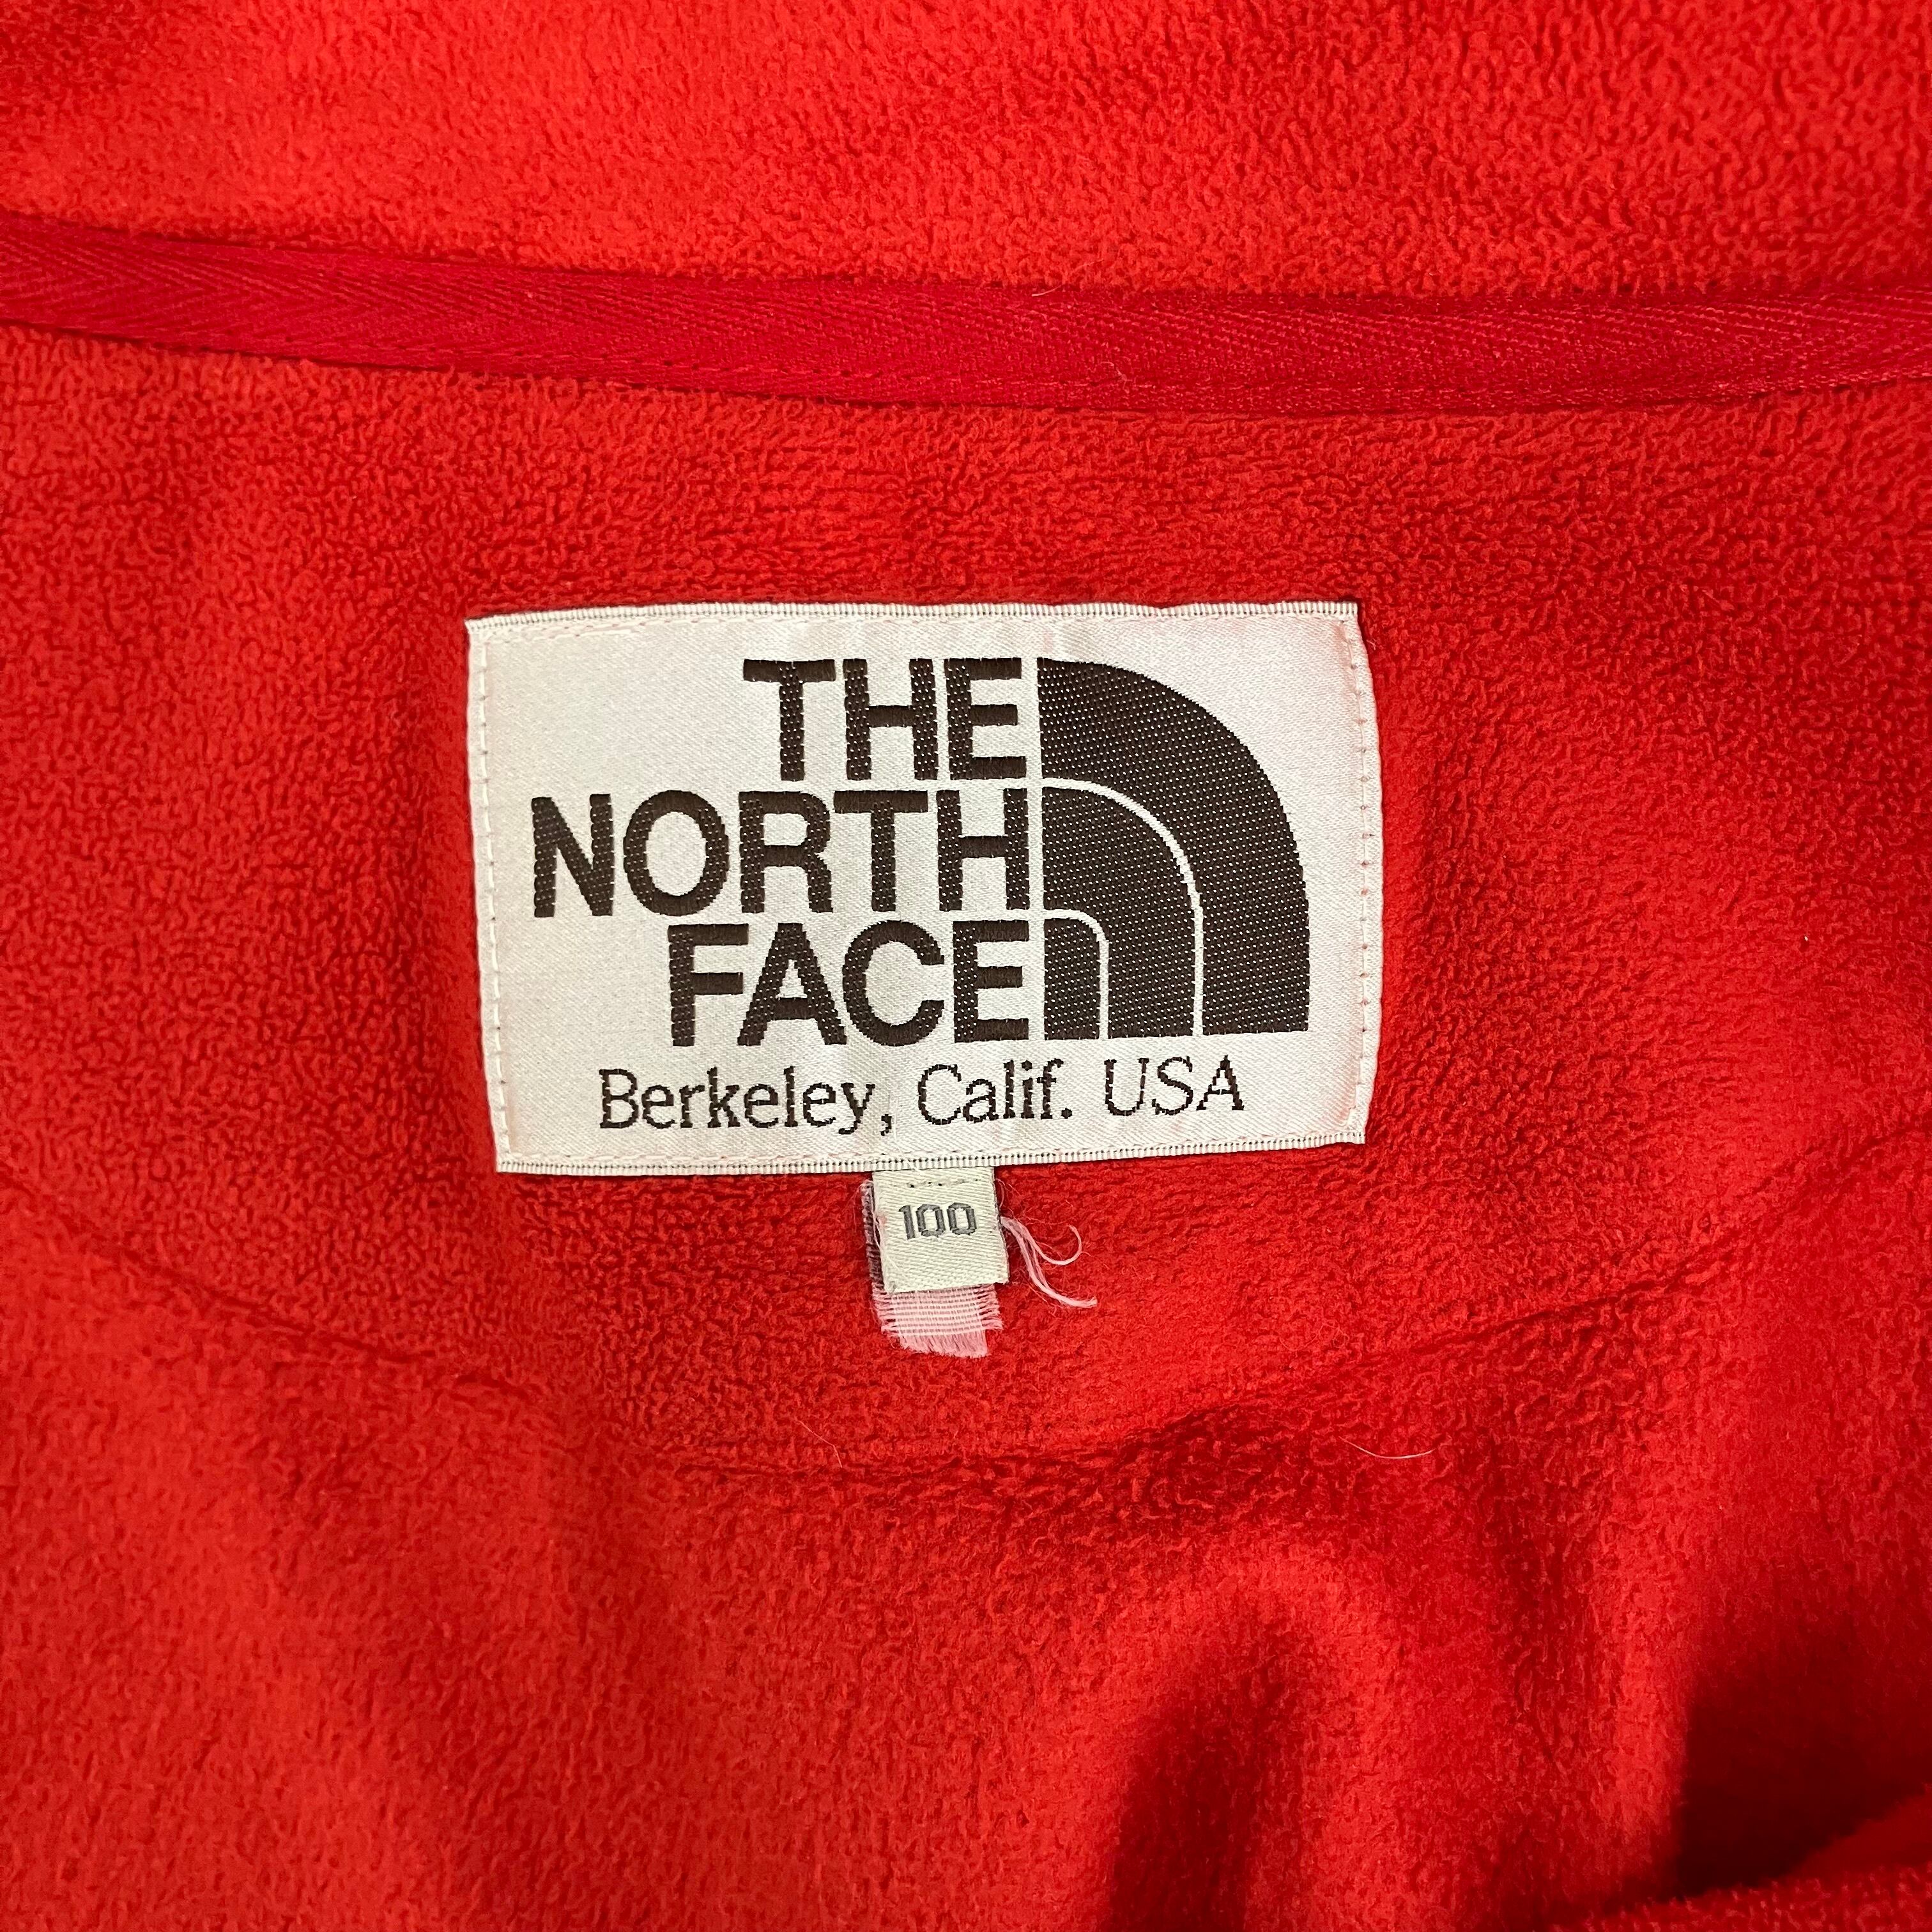 THE
NORTH
FACE
Berkeley, Calif. USA
100